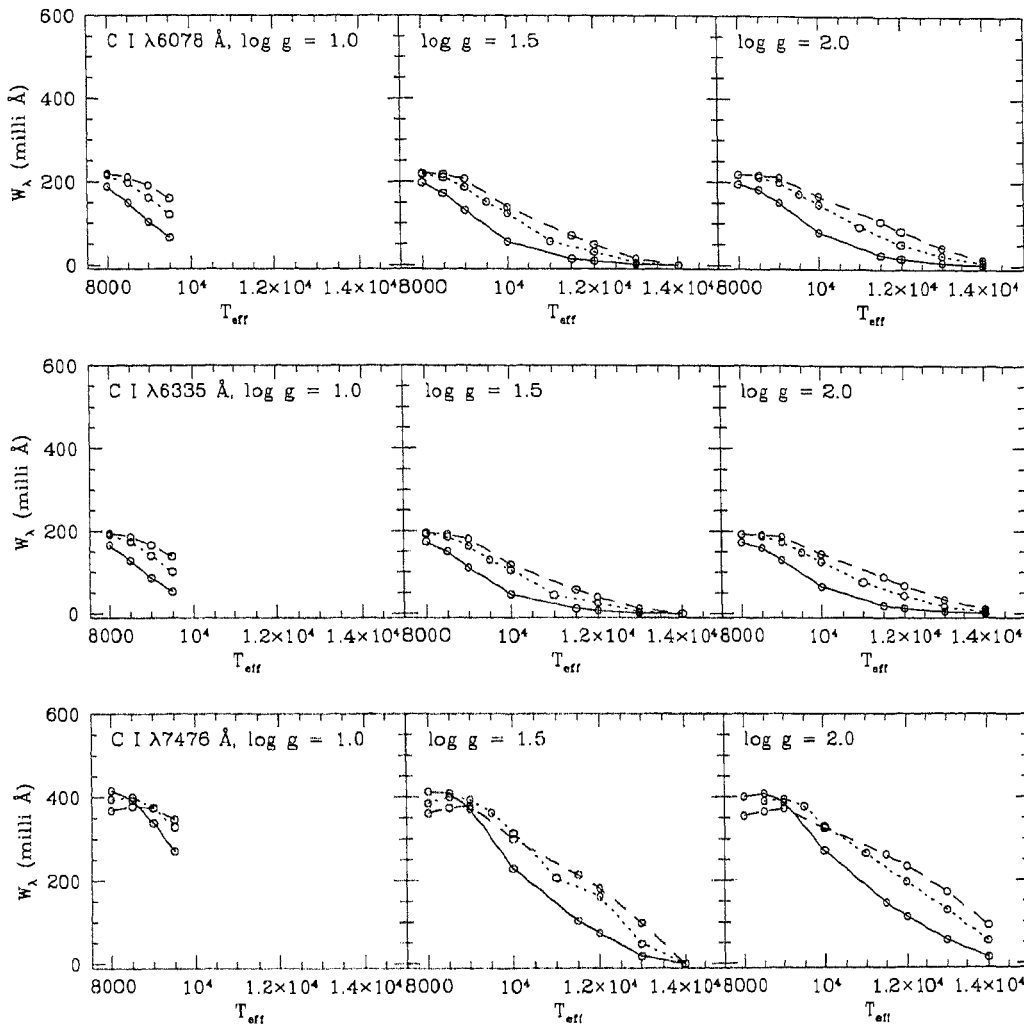 C I λ6078 Å, log g = 1.0
log g = 1.5
log g = 2.0
600
400
200
0
W_λ (milli Å)
8000 10⁴ 1.2×10⁴ 1.4×10⁴ 8000 10⁴ 1.2×10⁴ 1.4×10⁴ 8000 10⁴ 1.2×10⁴ 1.4×10⁴
T_eff T_eff T_eff
C I λ6335 Å, log g = 1.0
log g = 1.5
log g = 2.0
600
400
200
0
W_λ (milli Å)
8000 10⁴ 1.2×10⁴ 1.4×10⁴ 8000 10⁴ 1.2×10⁴ 1.4×10⁴ 8000 10⁴ 1.2×10⁴ 1.4×10⁴
T_eff T_eff T_eff
C I λ7476 Å, log g = 1.0
log g = 1.5
log g = 2.0
600
400
200
0
W_λ (milli Å)
8000 10⁴ 1.2×10⁴ 1.4×10⁴ 8000 10⁴ 1.2×10⁴ 1.4×10⁴ 8000 10⁴ 1.2×10⁴ 1.4×10⁴
T_eff T_eff T_eff